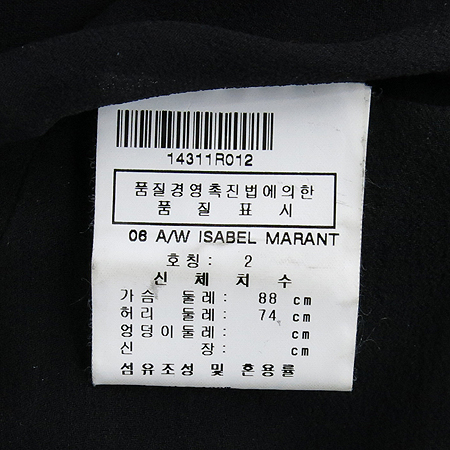 14311R012
품질경영촉진법에의한
품 질 표 시
06 A/W ISABEL MARANT
호칭: 2
신 체 치 수
가슴 둘레: 88 cm
허리 둘레: 74 cm
엉덩이둘레: cm
신 장: cm
섬유조성 및 혼용률